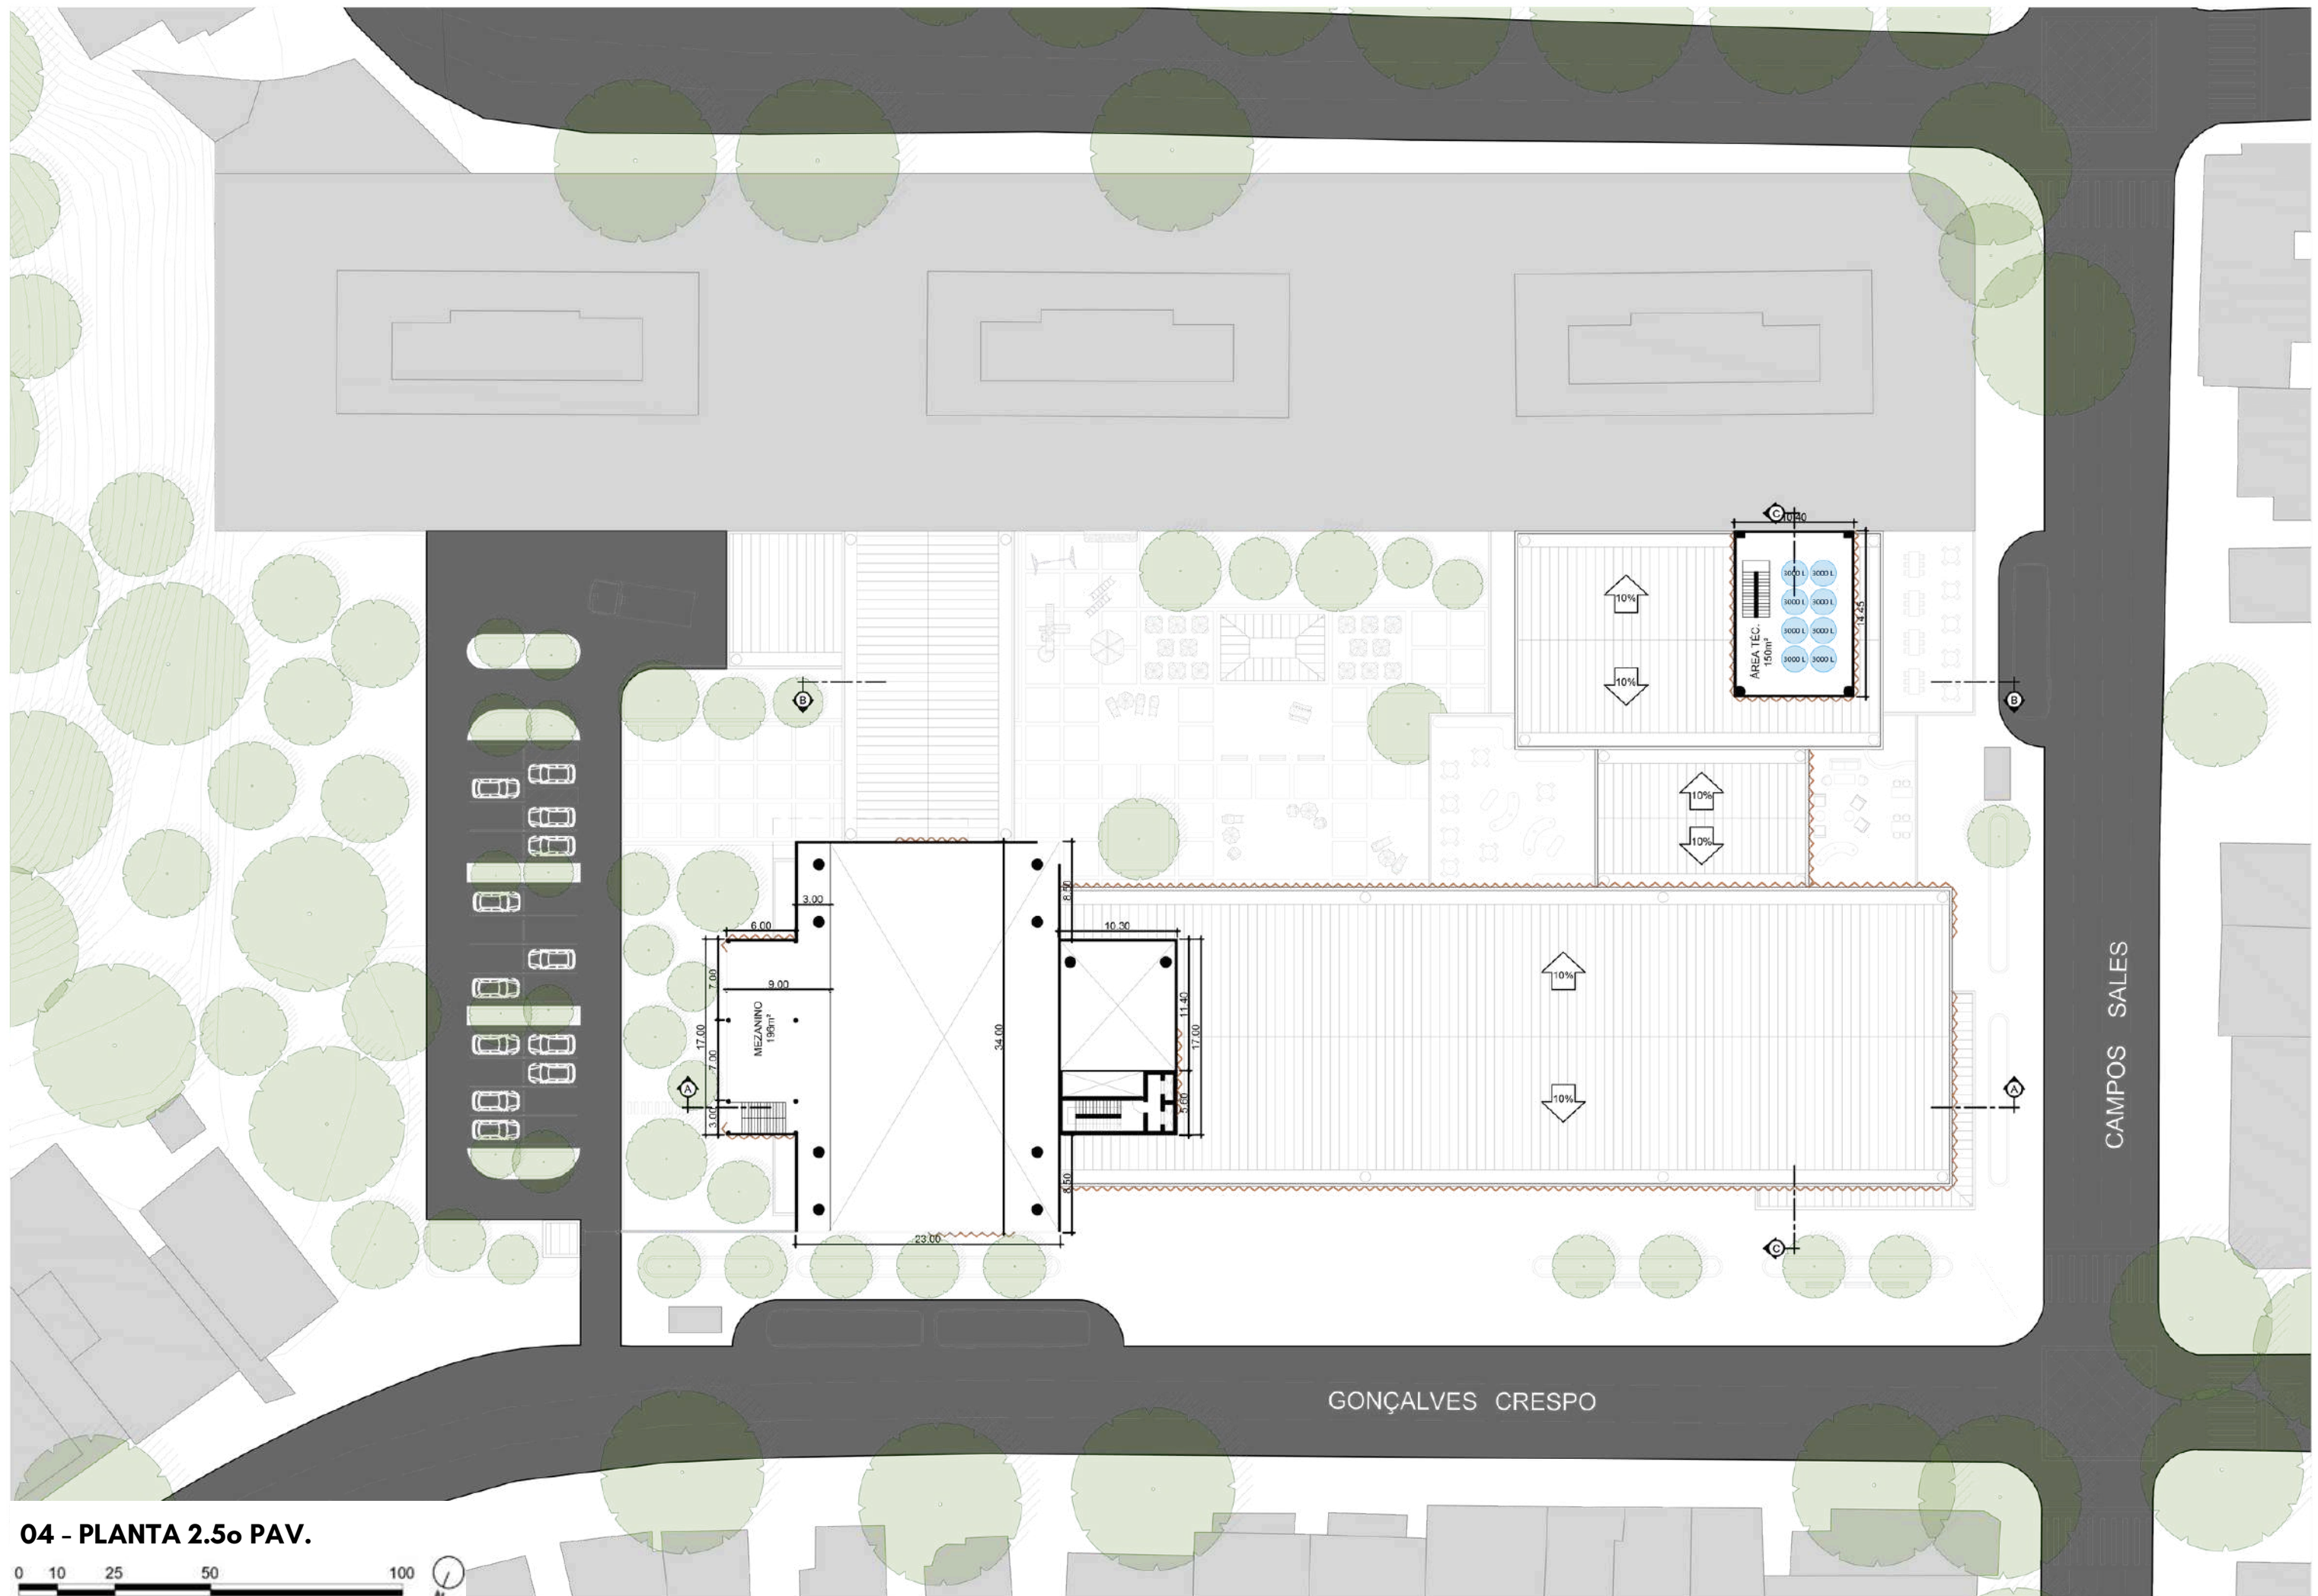 C
10.40
3000 L 3000 L
3000 L 3000 L
3000 L 3000 L
3000 L 3000 L
14.45
ÁREA TÉC.
150m²
10%
10%
B
B
10%
10%
8.50
3.00
6.00
10.30
7.00
9.00
MEZANINO
196m²
17.00
7.00
3.00
34.00
11.40
17.00
5.60
10%
10%
A
A
8.50
23.00
C
CAMPOS SALES
GONÇALVES CRESPO
04 - PLANTA 2.5o PAV.
0 10 25 50 100